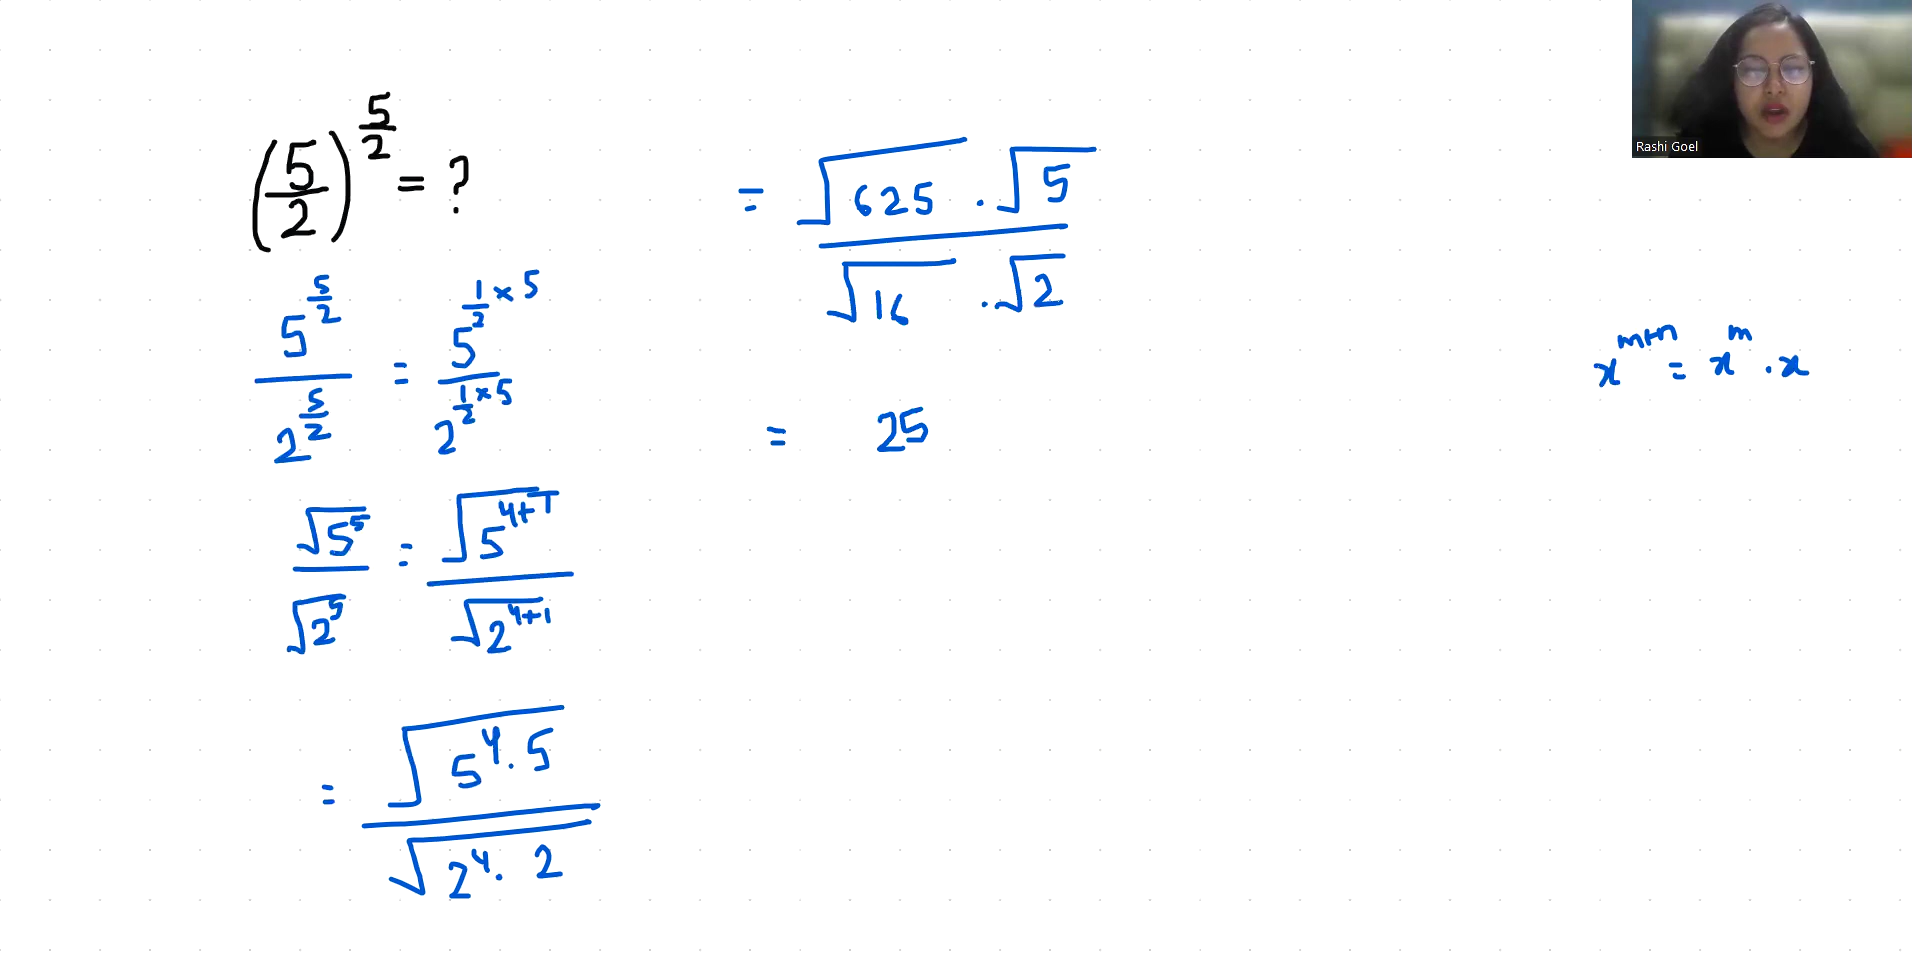 (5/2)^(5/2) = ?
5^(5/2) / 2^(5/2) = 5^(1/2 × 5) / 2^(1/2 × 5)
√5^5 / √2^5 = √5^(4+1) / √2^(4+1)
= √5^4 . 5 / √2^4 . 2
= √625 . √5 / √16 . √2
= 25
x^(m+n) = x^m . x
Rashi Goel